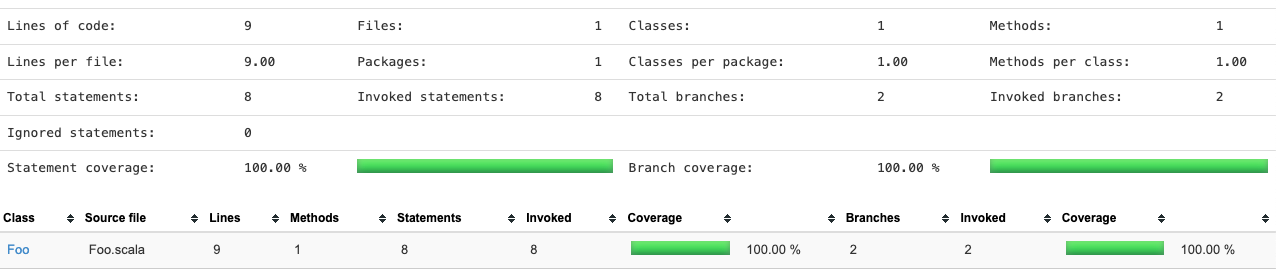 Lines of code: 9 Files: 1 Classes: 1 Methods: 1
Lines per file: 9.00 Packages: 1 Classes per package: 1.00 Methods per class: 1.00
Total statements: 8 Invoked statements: 8 Total branches: 2 Invoked branches: 2
Ignored statements: 0
Statement coverage: 100.00 % Branch coverage: 100.00 %
Class Source file Lines Methods Statements Invoked Coverage Branches Invoked Coverage
Foo Foo.scala 9 1 8 8 100.00 % 2 2 100.00 %